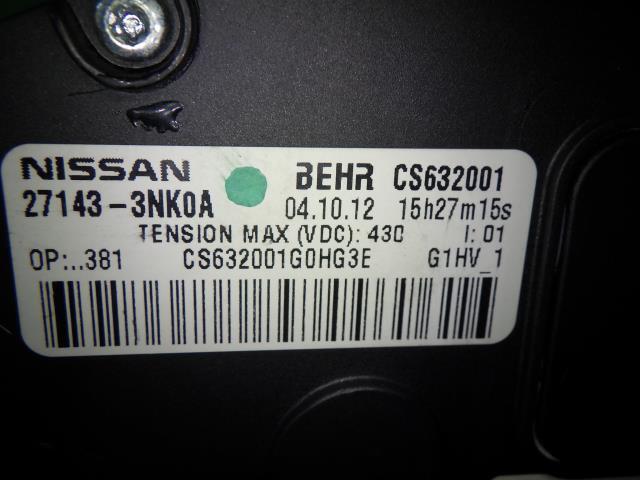 NISSAN BEHR CS632001
27143-3NK0A 04.10.12 15h27m15s
TENSION MAX (VDC): 430 I: 01
OP:..381 CS632001G0HG3E G1HV_1